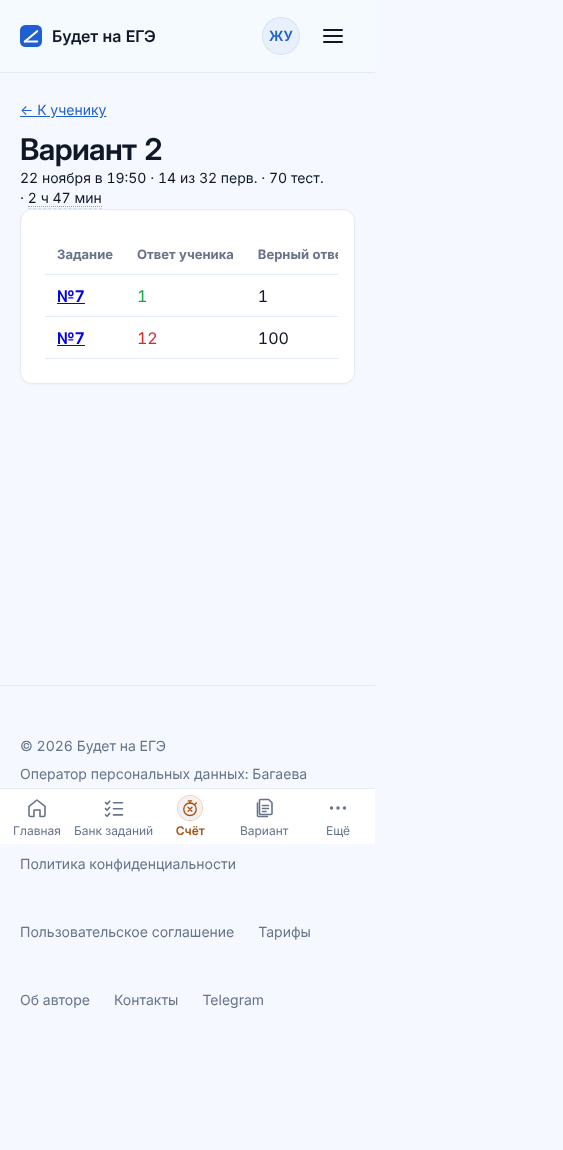 Будет на ЕГЭ
ЖУ
← К ученику
Вариант 2
22 ноября в 19:50 · 14 из 32 перв. · 70 тест.
· 2 ч 47 мин
Задание Ответ ученика Верный отве
№7 1 1
№7 12 100
© 2026 Будет на ЕГЭ
Оператор персональных данных: Багаева
Главная Банк заданий Счёт Вариант Ещё
Политика конфиденциальности
Пользовательское соглашение Тарифы
Об авторе Контакты Telegram